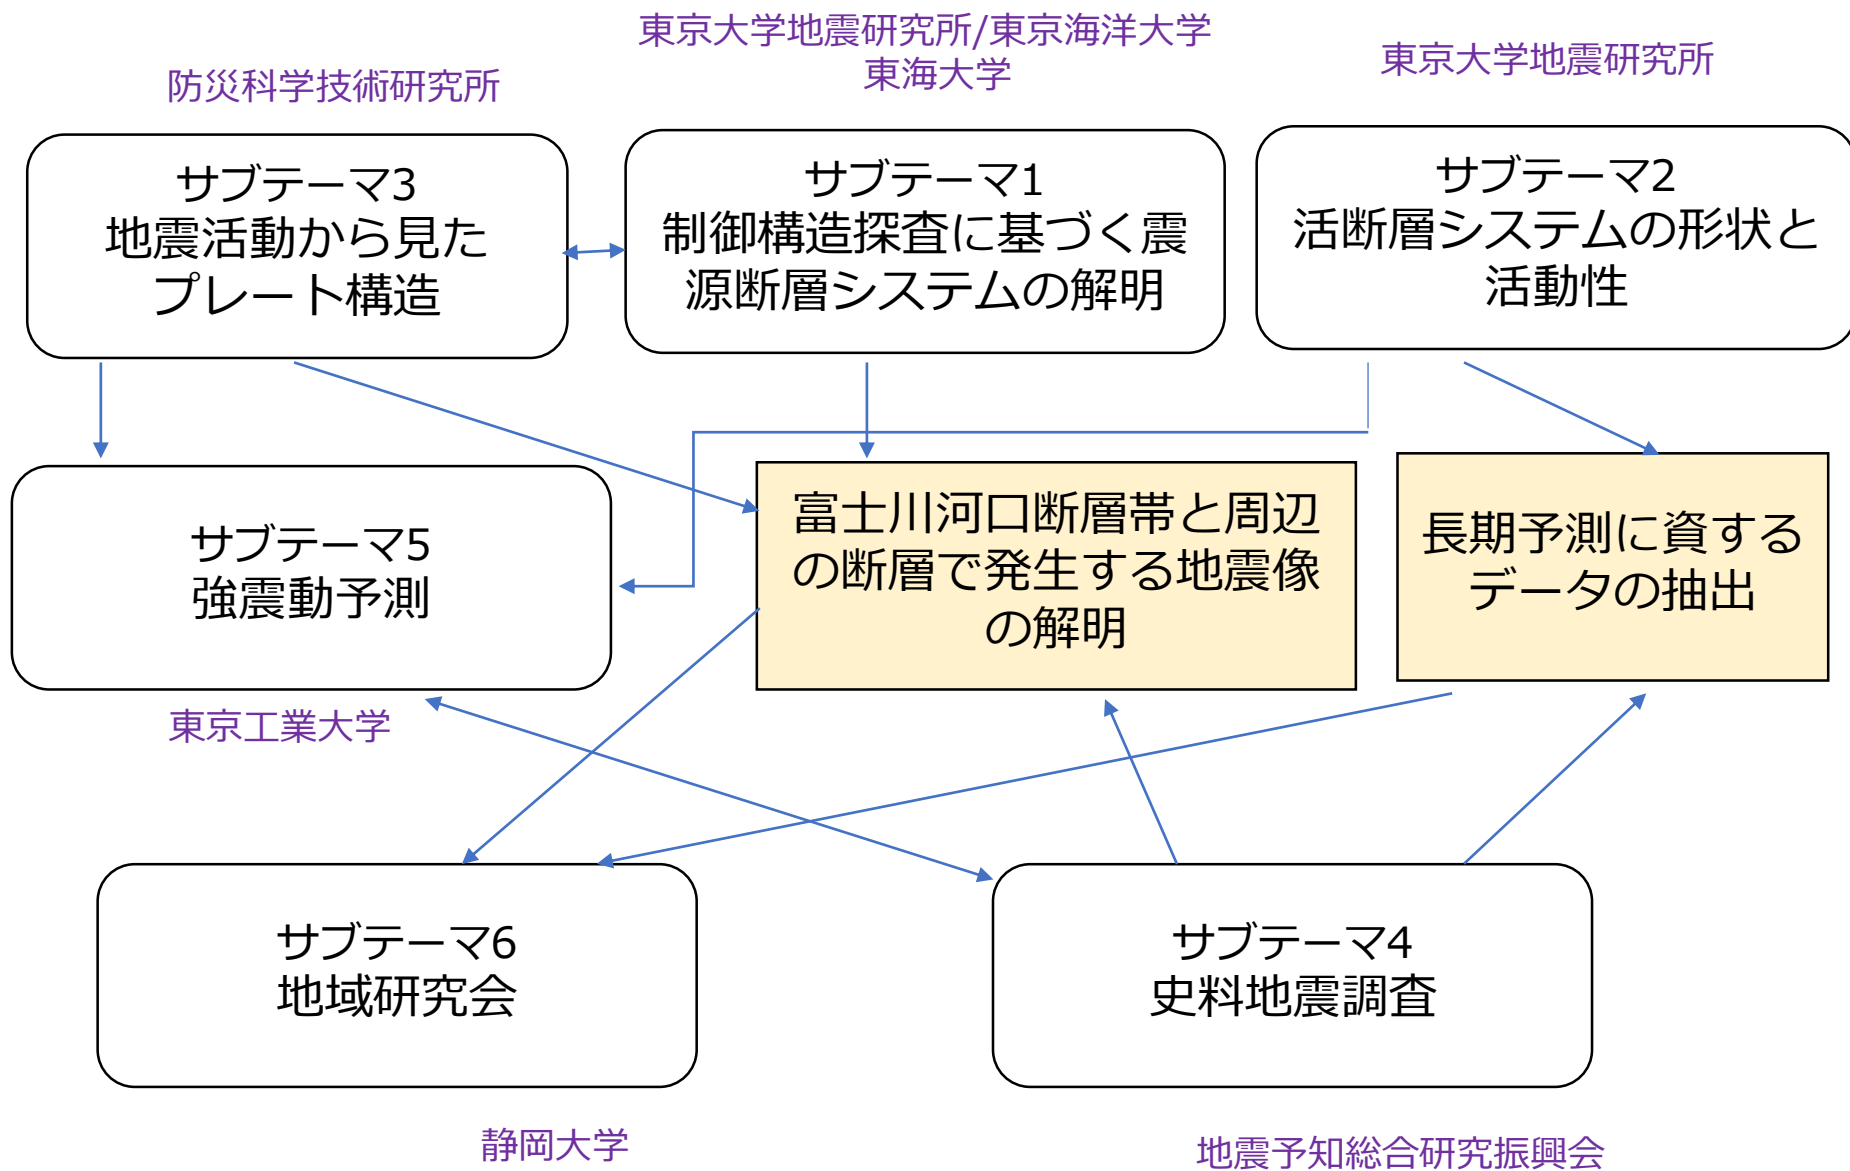 東京大学地震研究所/東京海洋大学
東海大学
東京大学地震研究所
防災科学技術研究所
サブテーマ3
地震活動から見た
プレート構造
サブテーマ1
制御構造探査に基づく震
源断層システムの解明
サブテーマ2
活断層システムの形状と
活動性
サブテーマ5
強震動予測
富士川河口断層帯と周辺
の断層で発生する地震像
の解明
長期予測に資する
データの抽出
東京工業大学
サブテーマ6
地域研究会
サブテーマ4
史料地震調査
静岡大学
地震予知総合研究振興会